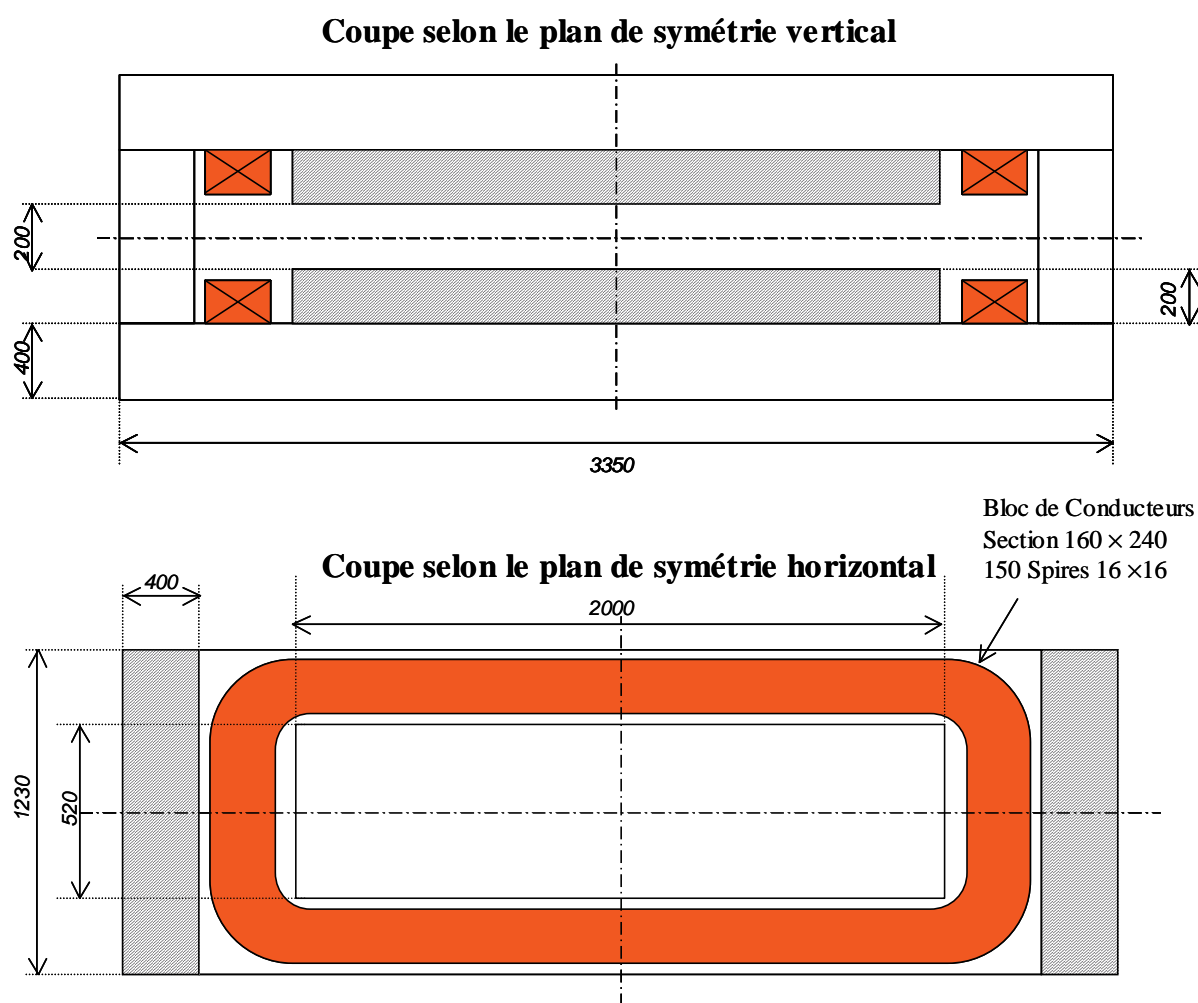 Coupe selon le plan de symétrie vertical
200
200
400
3350
Bloc de Conducteurs
Section 160 × 240
150 Spires 16 ×16
Coupe selon le plan de symétrie horizontal
400
2000
1230
520